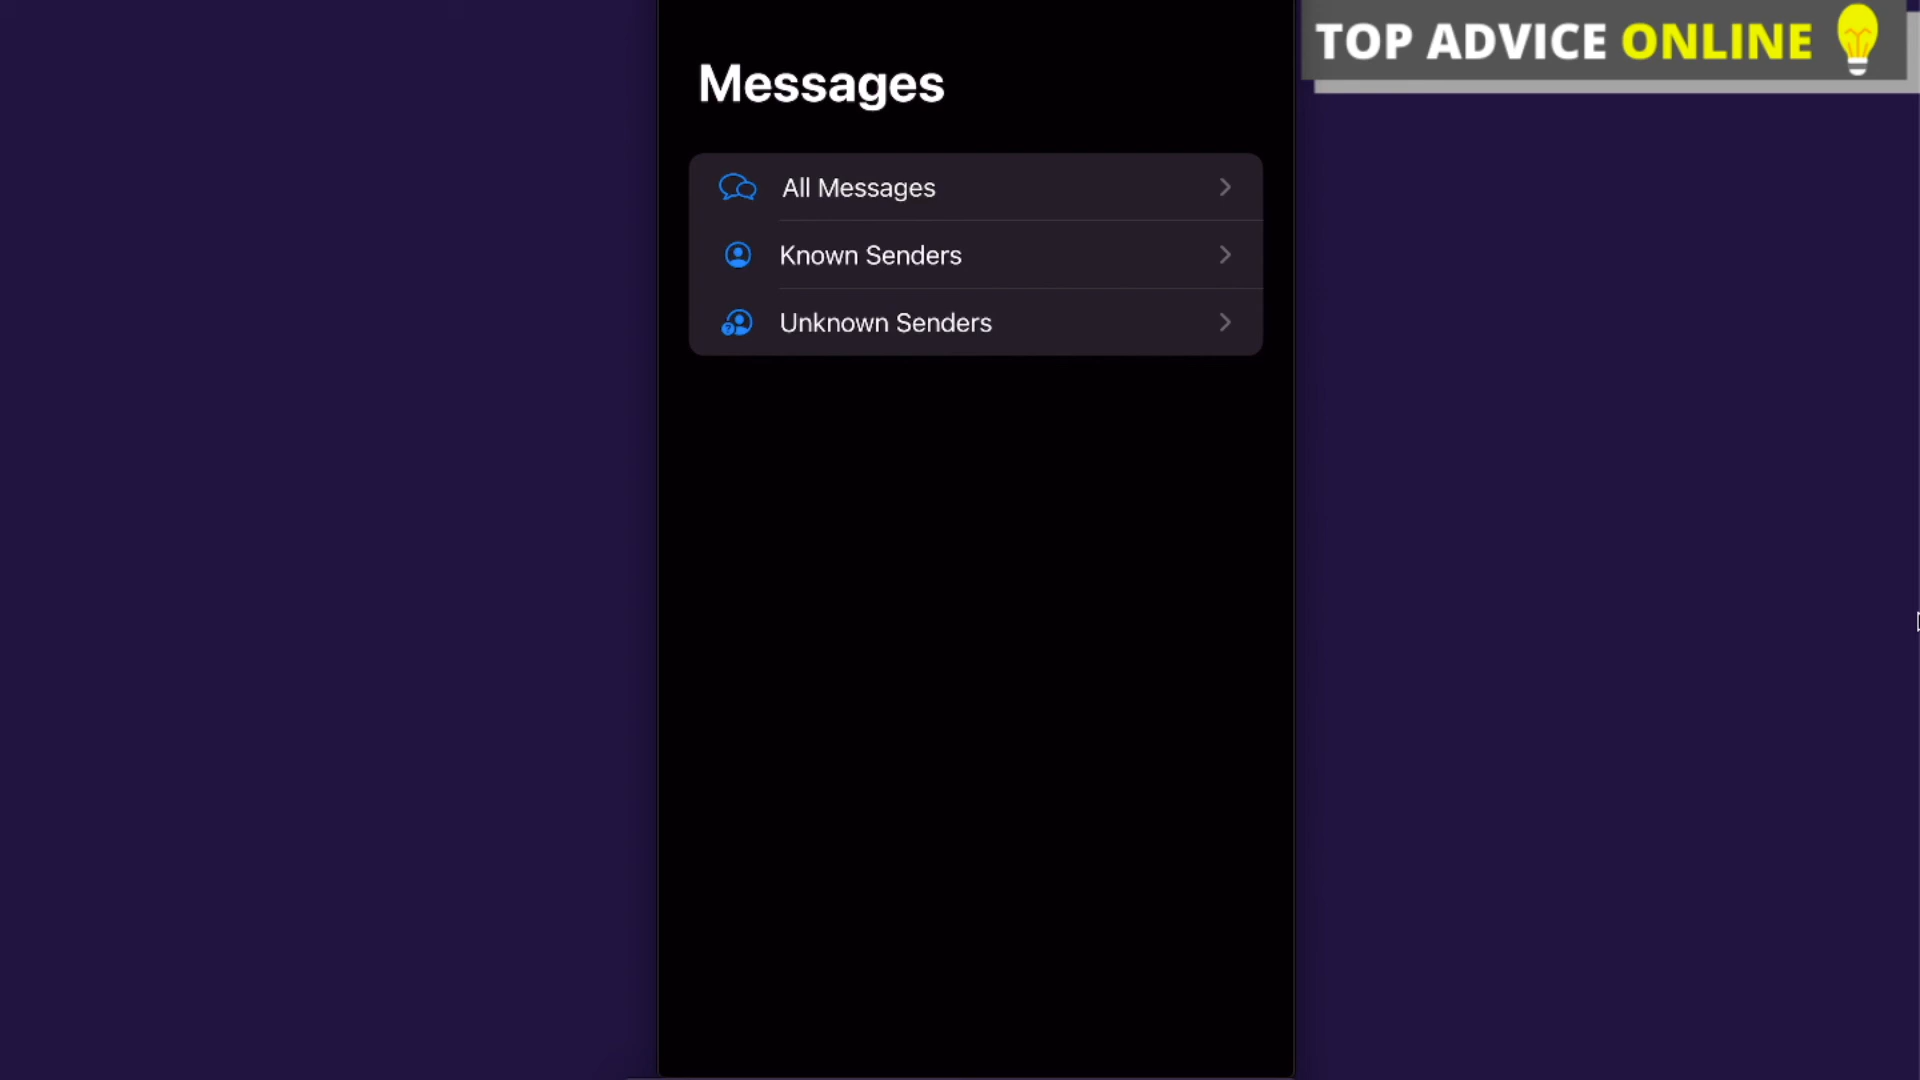 TOP ADVICE ONLINE
Messages
All Messages
Known Senders
Unknown Senders